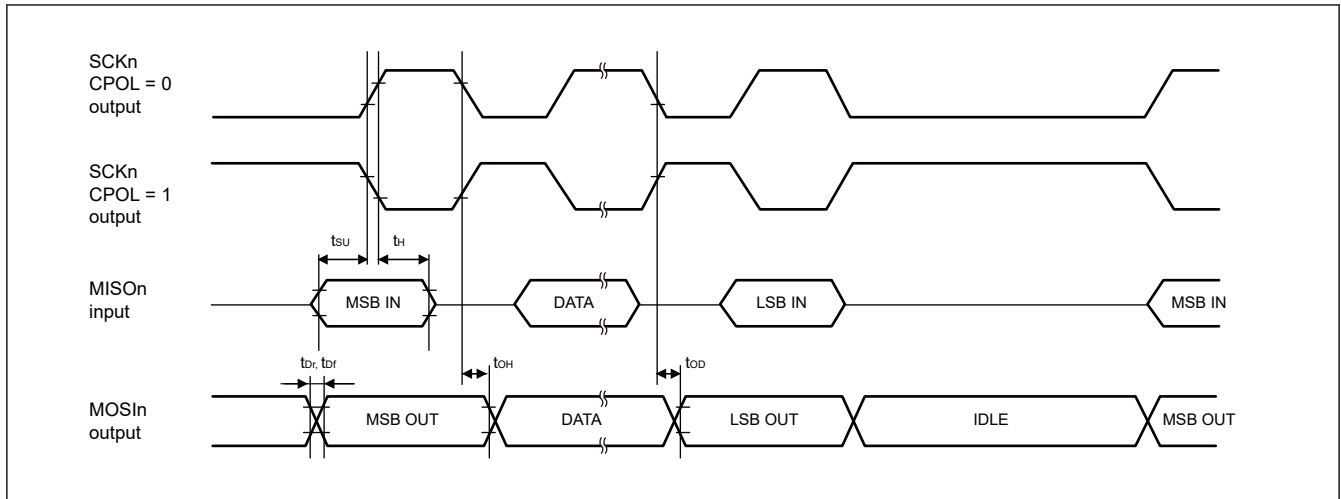 SCKn
CPOL = 0
output
SCKn
CPOL = 1
output
tSU
tH
MISOn
input
MSB IN
DATA
LSB IN
MSB IN
tDr, tDf
tOH
tOD
MOSIn
output
MSB OUT
DATA
LSB OUT
IDLE
MSB OUT